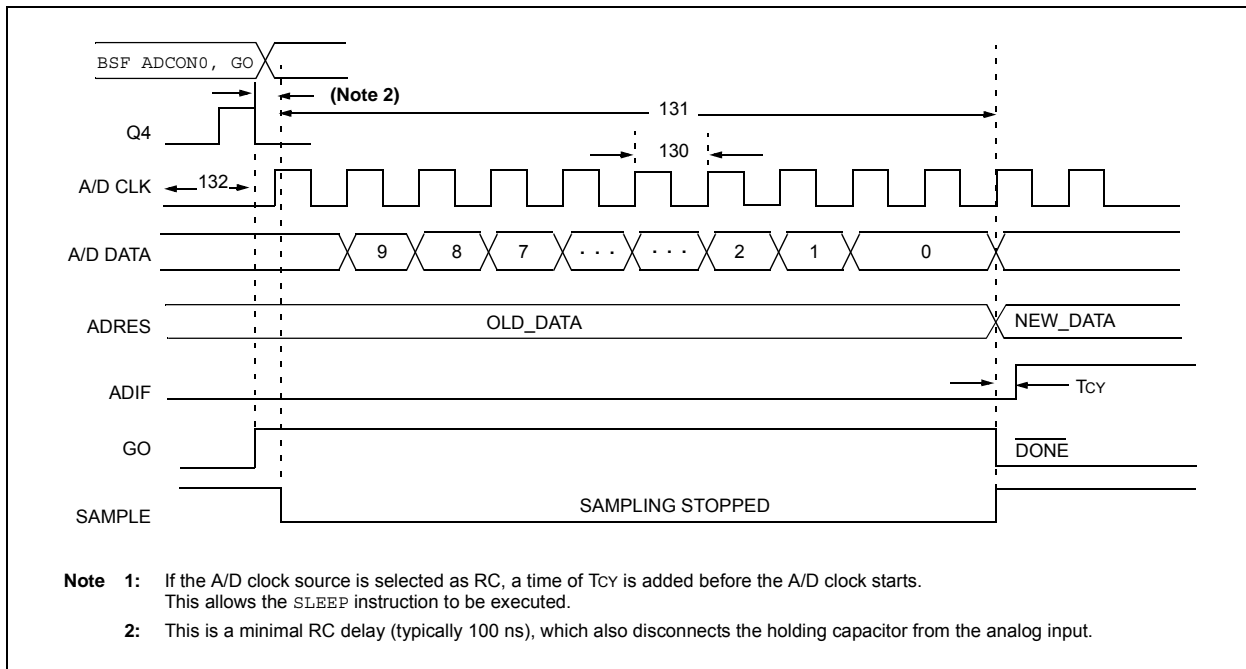 BSF ADCON0, GO
(Note 2)
131
Q4
130
A/D CLK
132
A/D DATA
9 8 7 · · · · · · 2 1 0
ADRES
OLD_DATA
NEW_DATA
ADIF
TCY
GO
DONE
SAMPLE
SAMPLING STOPPED
Note 1: If the A/D clock source is selected as RC, a time of TCY is added before the A/D clock starts.
This allows the SLEEP instruction to be executed.
2: This is a minimal RC delay (typically 100 ns), which also disconnects the holding capacitor from the analog input.